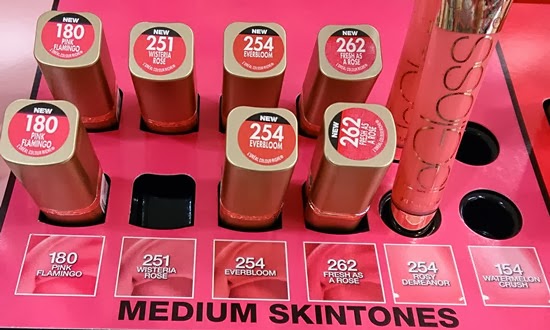 NEW
180
PINK
FLAMINGO
NEW
251
WISTERIA
ROSE
NEW
254
EVERBLOOM
NEW
262
FRESH AS
A ROSE
NEW
180
PINK
FLAMINGO
NEW
254
EVERBLOOM
NEW
262
FRESH AS
A ROSE
180
PINK
FLAMINGO
251
WISTERIA
ROSE
254
EVERBLOOM
262
FRESH AS
A ROSE
254
ROSY
DEMEANOR
154
WATERMELON
CRUSH
MEDIUM SKINTONES